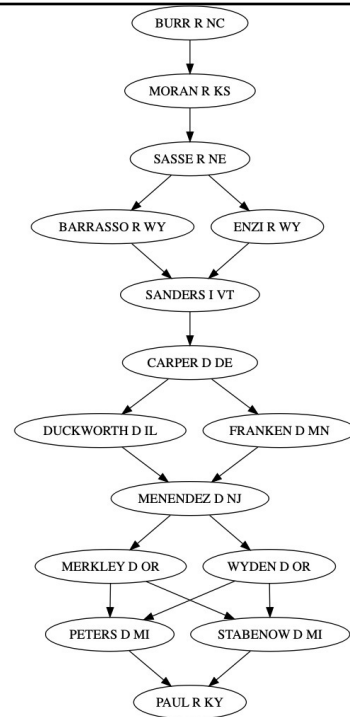 BURR R NC
MORAN R KS
SASSE R NE
BARRASSO R WY
ENZI R WY
SANDERS I VT
CARPER D DE
DUCKWORTH D IL
FRANKEN D MN
MENENDEZ D NJ
MERKLEY D OR
WYDEN D OR
PETERS D MI
STABENOW D MI
PAUL R KY